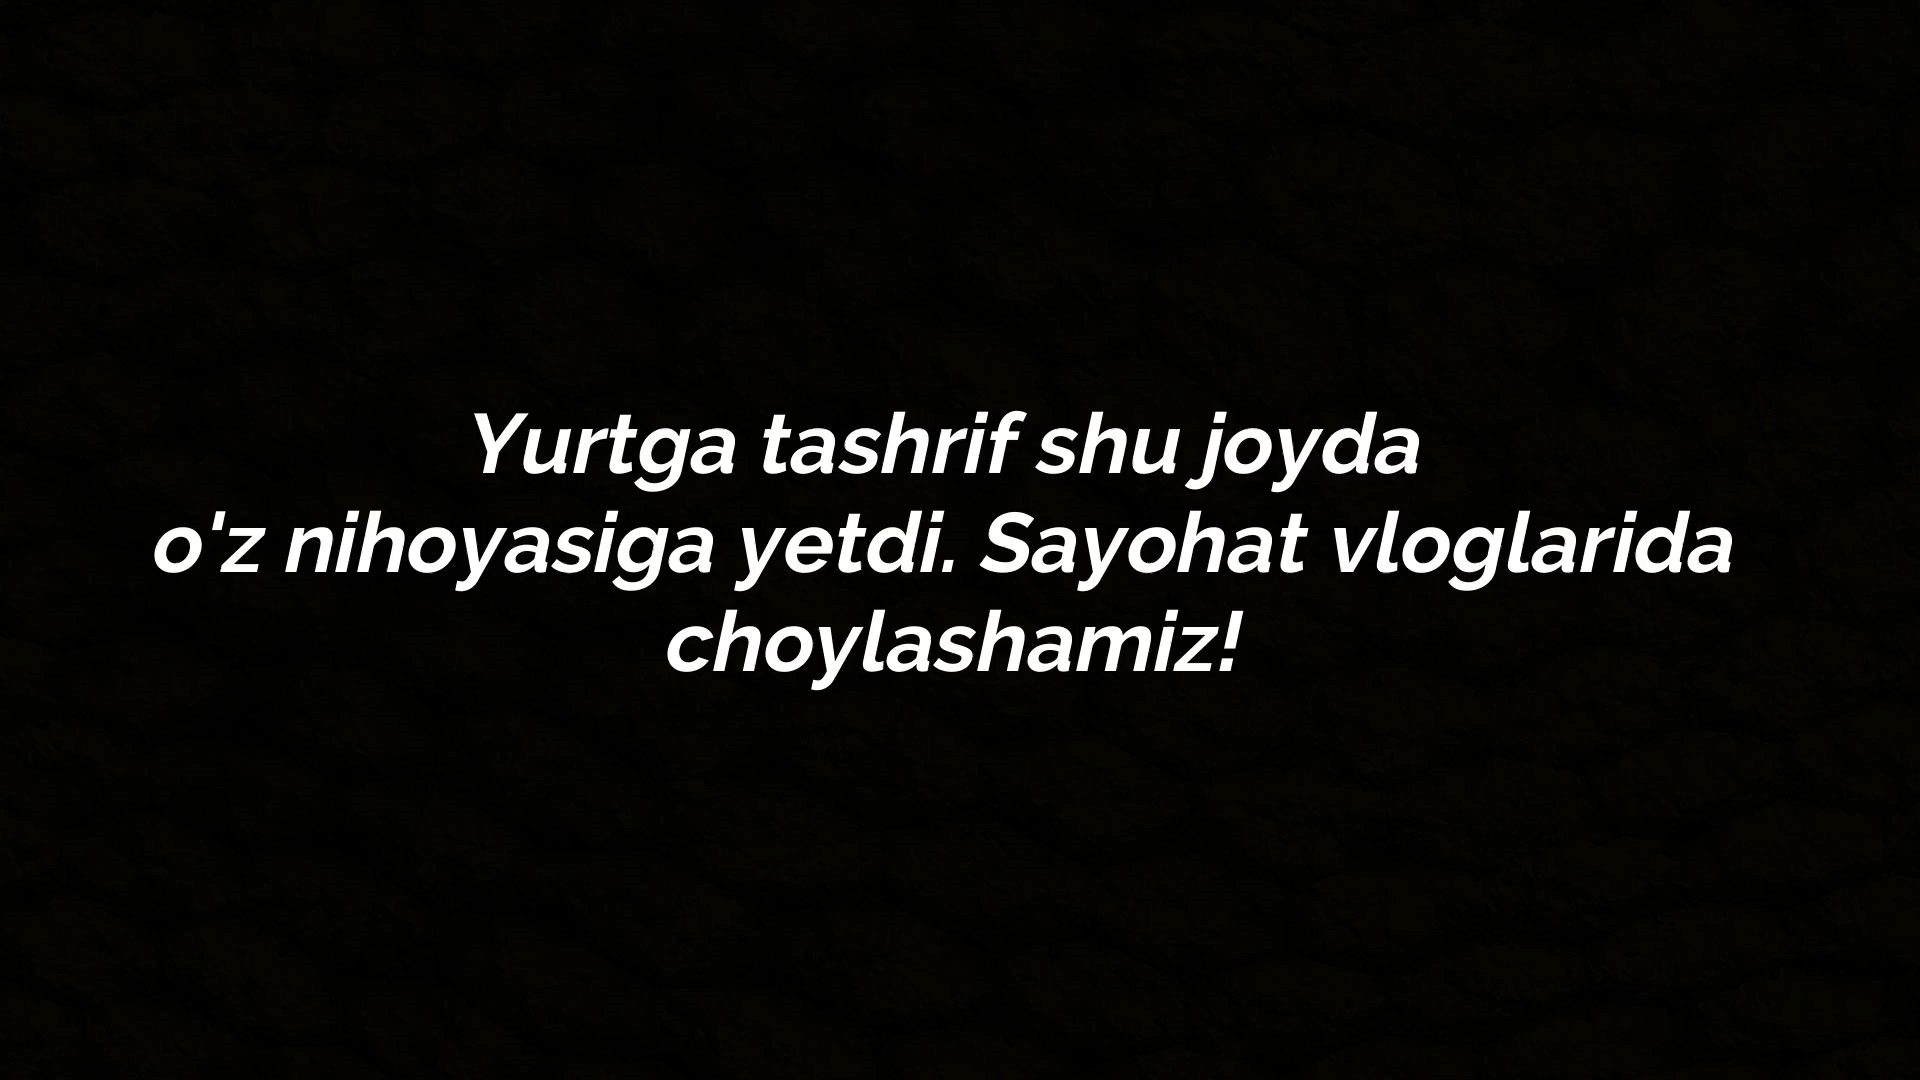 Yurtga tashrif shu joyda
o'z nihoyasiga yetdi. Sayohat vloglarida
choylashamiz!